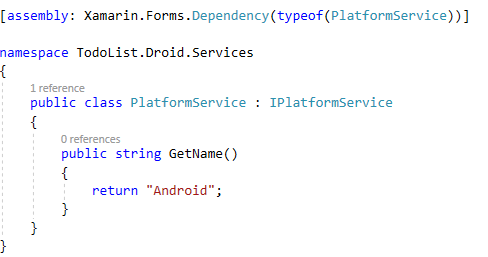 [assembly: Xamarin.Forms.Dependency(typeof(PlatformService))]
namespace TodoList.Droid.Services
{
1 reference
public class PlatformService : IPlatformService
{
0 references
public string GetName()
{
return "Android";
}
}
}